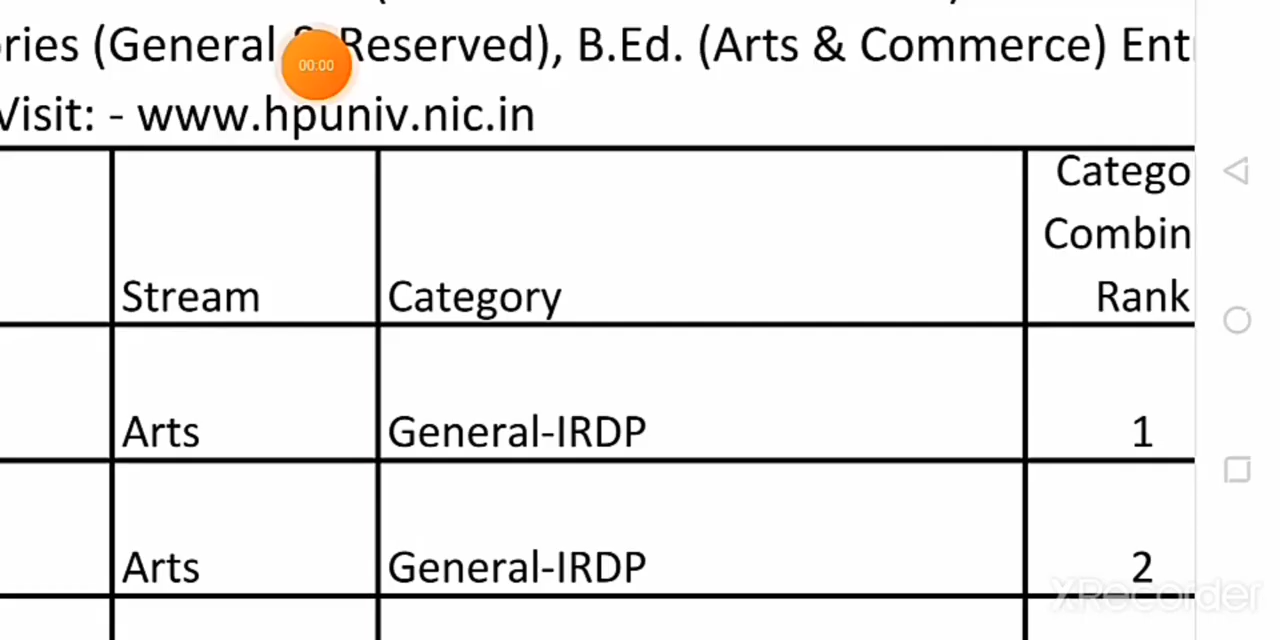 ries (General & Reserved), B.Ed. (Arts & Commerce) Ent
00:00
Visit: - www.hpuniv.nic.in
Catego
Combin
Stream Category Rank
Arts General-IRDP 1
Arts General-IRDP 2
XRecorder